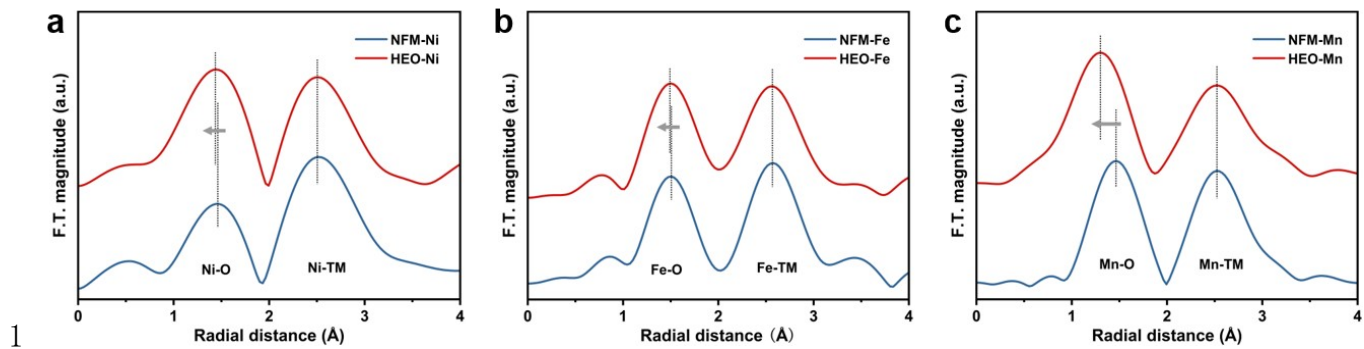 a
NFM-Ni
HEO-Ni
F.T. magnitude (a.u.)
Ni-O
Ni-TM
0 1 2 3 4
Radial distance (Å)
b
NFM-Fe
HEO-Fe
F.T. magnitude (a.u.)
Fe-O
Fe-TM
0 1 2 3 4
Radial distance（Å）
c
NFM-Mn
HEO-Mn
F.T. magnitude (a.u.)
Mn-O
Mn-TM
0 1 2 3 4
Radial distance (Å)
1